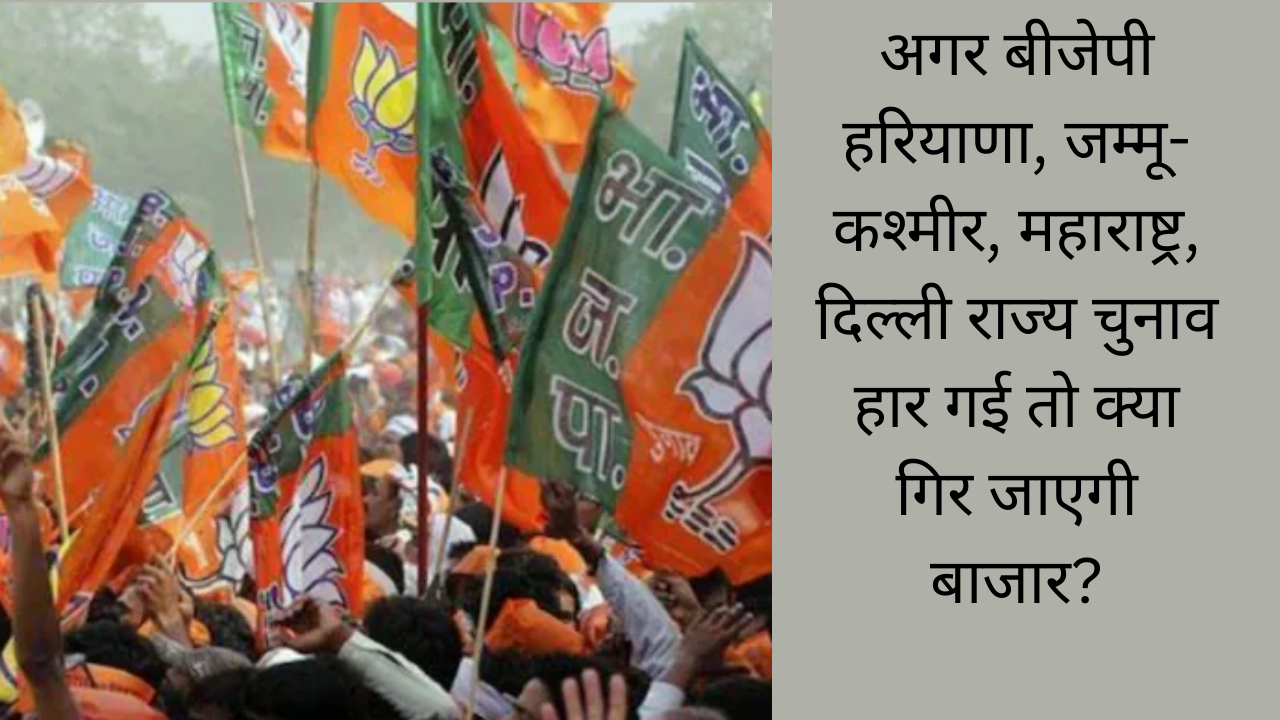 अगर बीजेपी
हरियाणा, जम्मू-
कश्मीर, महाराष्ट्र,
दिल्ली राज्य चुनाव
हार गई तो क्या
गिर जाएगी
बाजार?
भा.
ज.
पा.